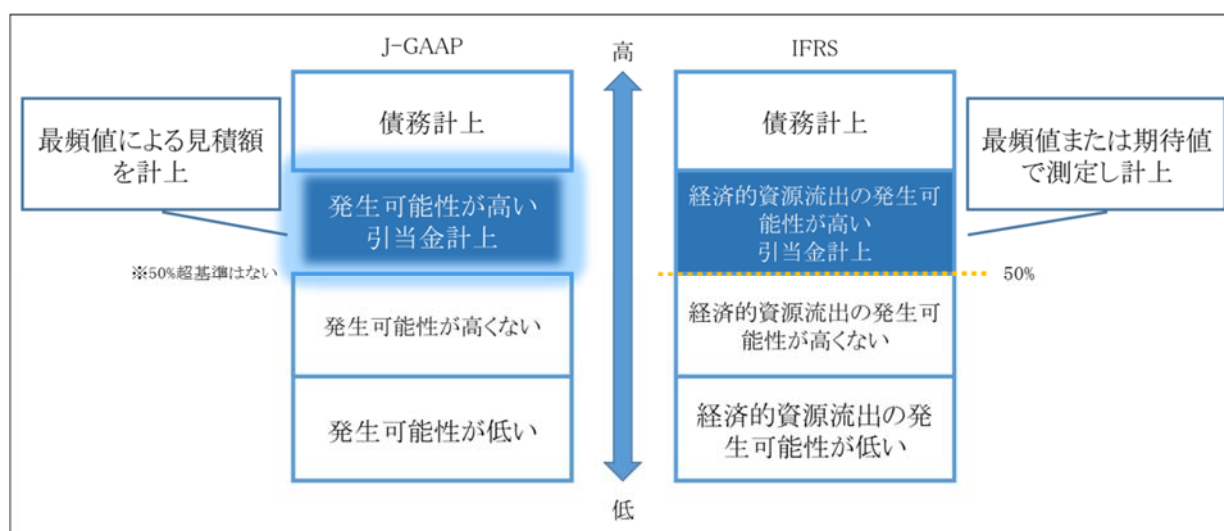 J-GAAP
高
IFRS
最頻値による見積額
を計上
債務計上
発生可能性が高い
引当金計上
※50%超基準はない
発生可能性が高くない
発生可能性が低い
債務計上
経済的資源流出の発生可
能性が高い
引当金計上
50%
経済的資源流出の発生可
能性が高くない
経済的資源流出の発
生可能性が低い
最頻値または期待値
で測定し計上
低